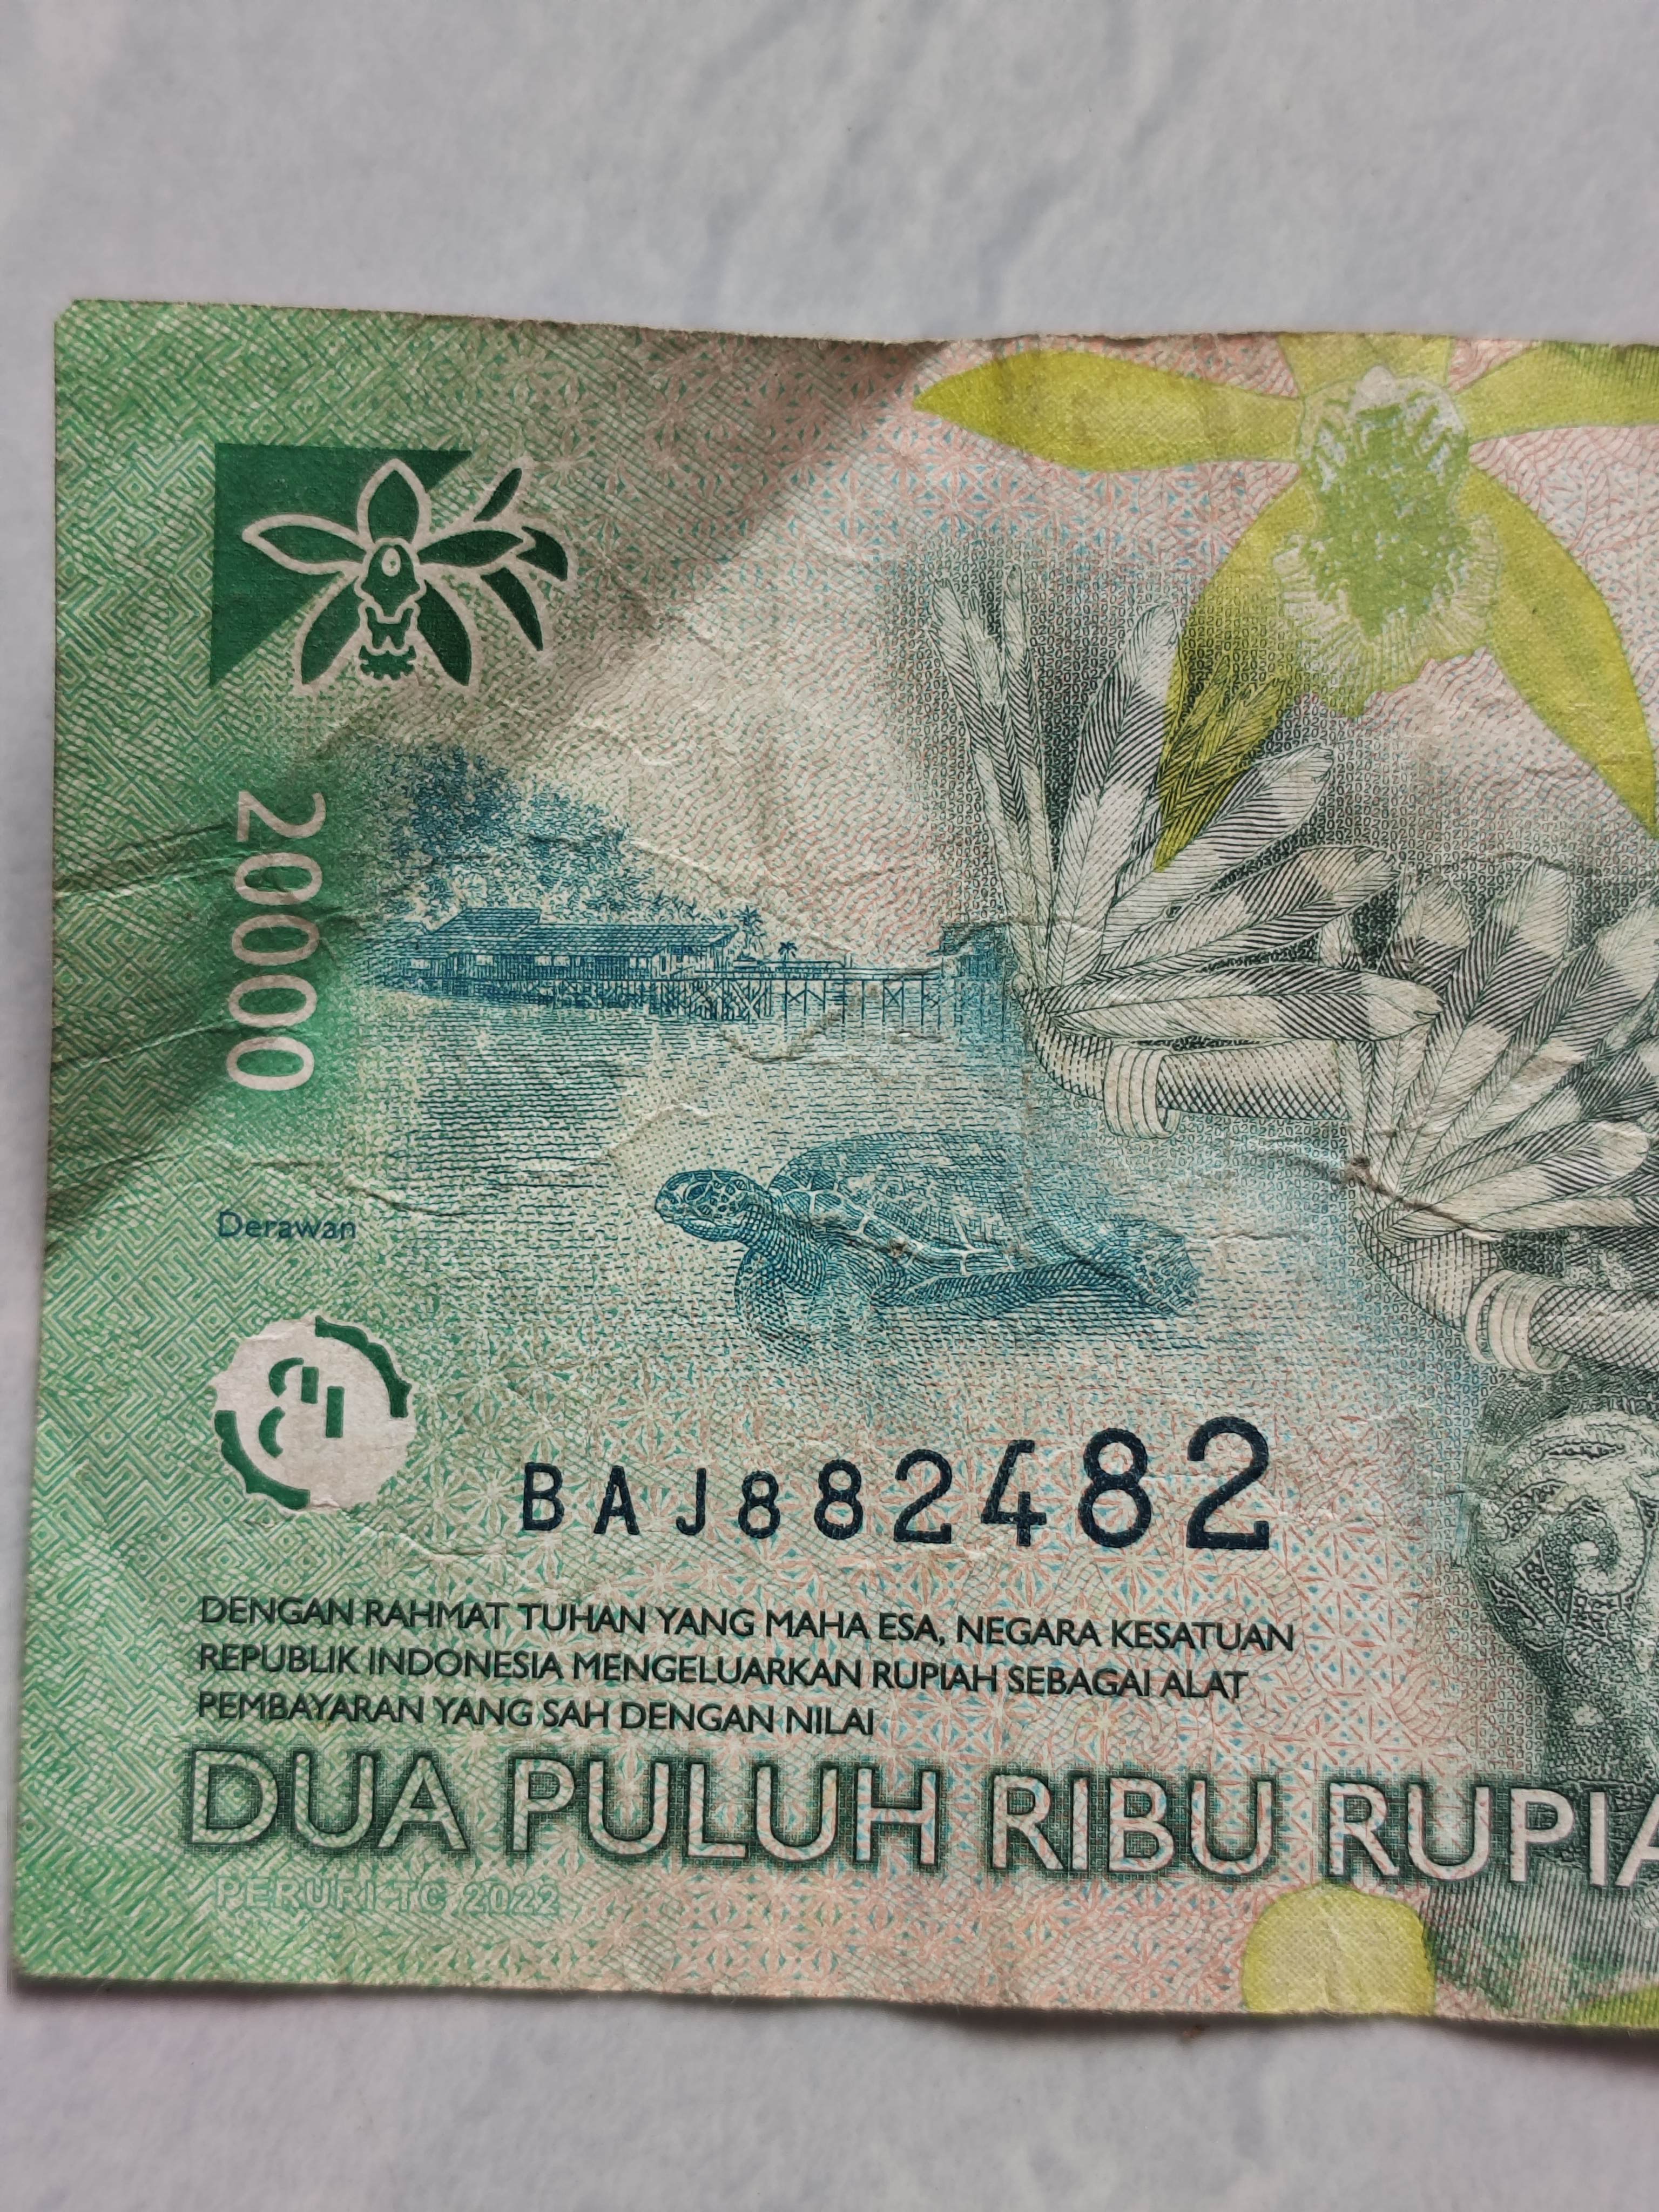 20000
Derawan
BAJ882482
DENGAN RAHMAT TUHAN YANG MAHA ESA, NEGARA KESATUAN
REPUBLIK INDONESIA MENGELUARKAN RUPIAH SEBAGAI ALAT
PEMBAYARAN YANG SAH DENGAN NILAI
DUA PULUH RIBU RUPIA
PERURI TC 2022